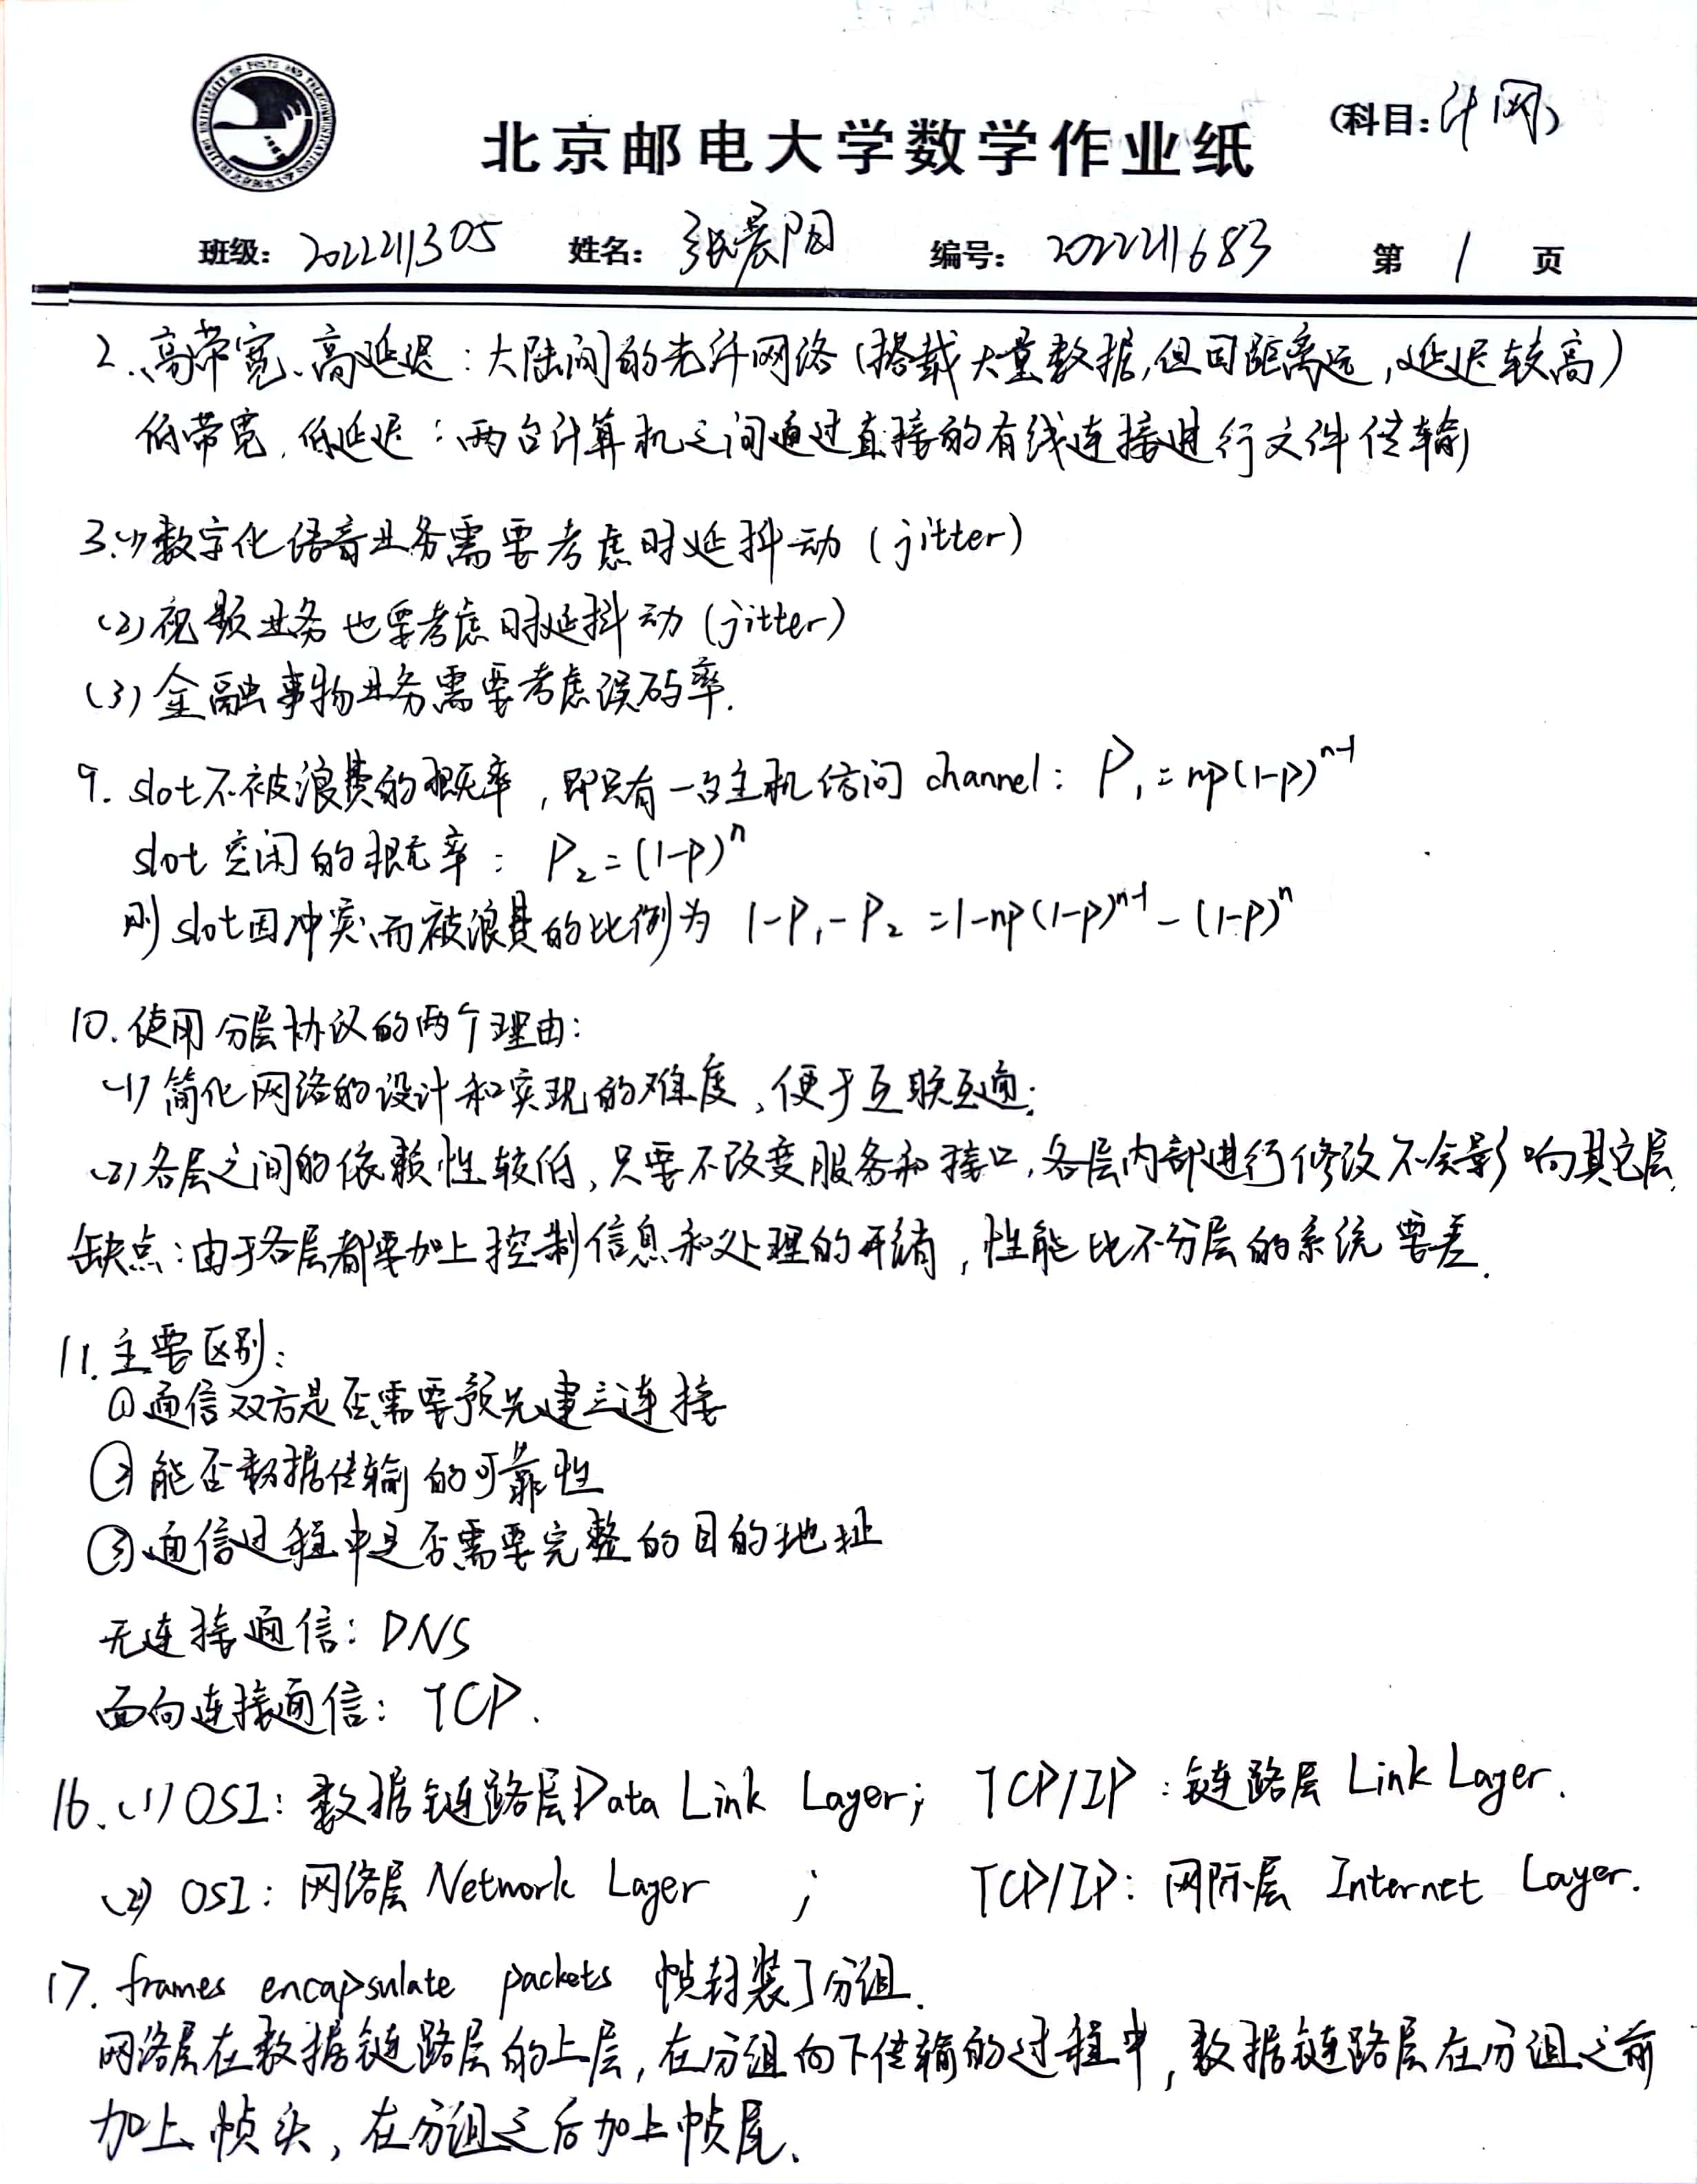 (科目: 计网)
北京邮电大学数学作业纸
班级: 2022211305 姓名: 张晨阳 编号: 2022211683 第 1 页
2. 高带宽、高延迟: 大陆间的光纤网络 (搭载大量数据, 但因距离远, 延迟较高)
低带宽, 低延迟: 两台计算机之间通过直接的有线连接进行文件传输
3. (1) 数字化语音业务需要考虑时延抖动 (jitter)
(2) 视频业务也要考虑时延抖动 (jitter)
(3) 金融事物业务需要考虑误码率.
9. slot不被浪费的概率, 即只有一台主机访问 channel: P₁ = np(1-p)ⁿ⁻¹
slot 空闲的概率: P₂ = (1-p)ⁿ
则 slot因冲突而被浪费的比例为 1-P₁-P₂ = 1-np(1-p)ⁿ⁻¹ - (1-p)ⁿ
10. 使用分层协议的两个理由:
(1) 简化网络的设计和实现的难度, 便于互联互通;
(2) 各层之间的依赖性较低, 只要不改变服务和接口, 各层内部进行修改不会影响其它层.
缺点: 由于各层都要加上控制信息和处理的开销, 性能比不分层的系统要差.
11. 主要区别:
① 通信双方是否需要预先建立连接
② 能否数据传输的可靠性
③ 通信过程中是否需要完整的目的地址
无连接通信: DNS
面向连接通信: TCP.
16. (1) OSI: 数据链路层 Data Link Layer; TCP/IP: 链路层 Link Layer.
(2) OSI: 网络层 Network Layer ; TCP/IP: 网际层 Internet Layer.
17. frames encapsulate packets 帧封装了分组.
网络层在数据链路层的上层, 在分组向下传输的过程中, 数据链路层在分组之前
加上帧头, 在分组之后加上帧尾.